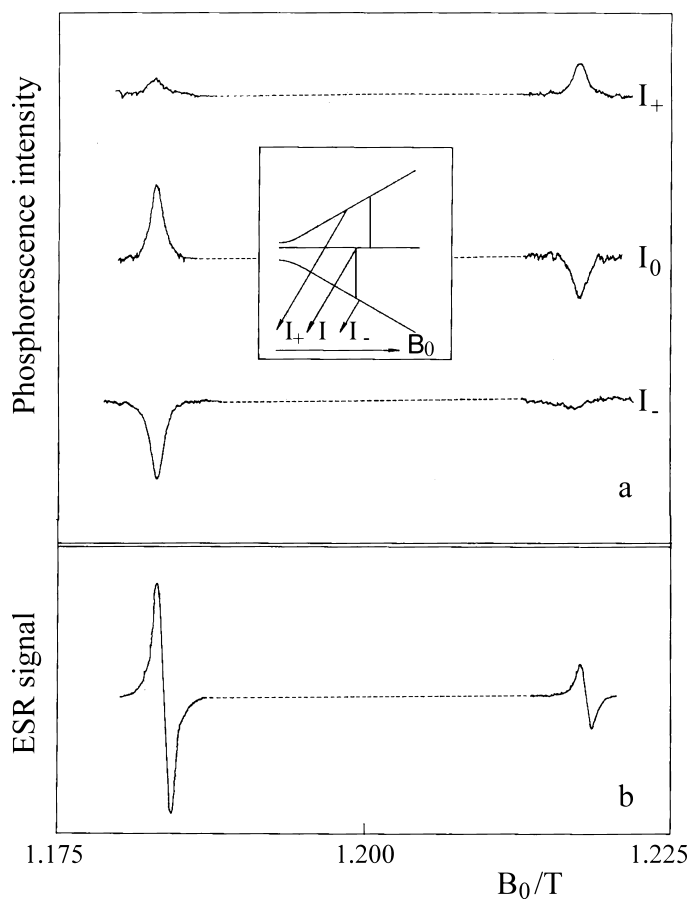 Phosphorescence intensity
I+
I0
I-
I+ I I-
B0
a
ESR signal
b
1.175 1.200 1.225
B0/T